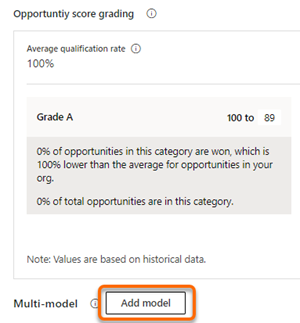 Opportuntiy score grading
Average qualification rate
100%
Grade A 100 to 89
0% of opportunities in this category are won, which is
100% lower than the average for opportunities in your
org.
0% of total opportunities are in this category.
Note: Values are based on historical data.
Multi-model Add model